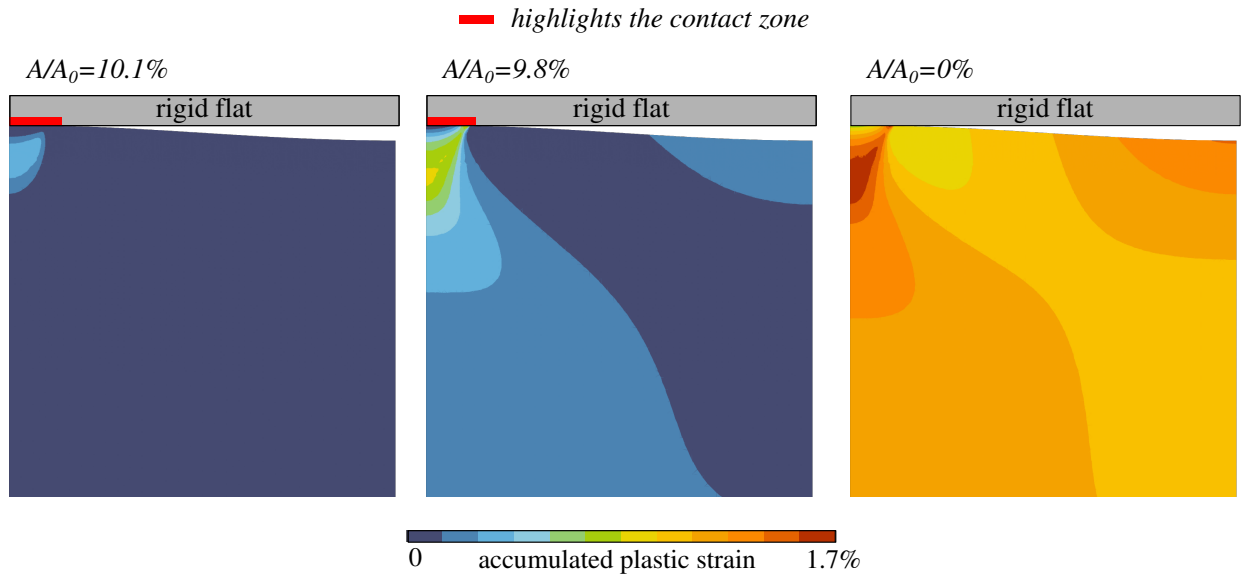 highlights the contact zone
A/A₀=10.1%
A/A₀=9.8%
A/A₀=0%
rigid flat
rigid flat
rigid flat
0 accumulated plastic strain 1.7%